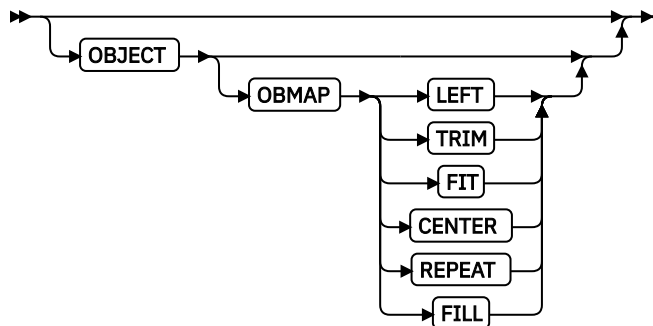 OBJECT
OBMAP
LEFT
TRIM
FIT
CENTER
REPEAT
FILL